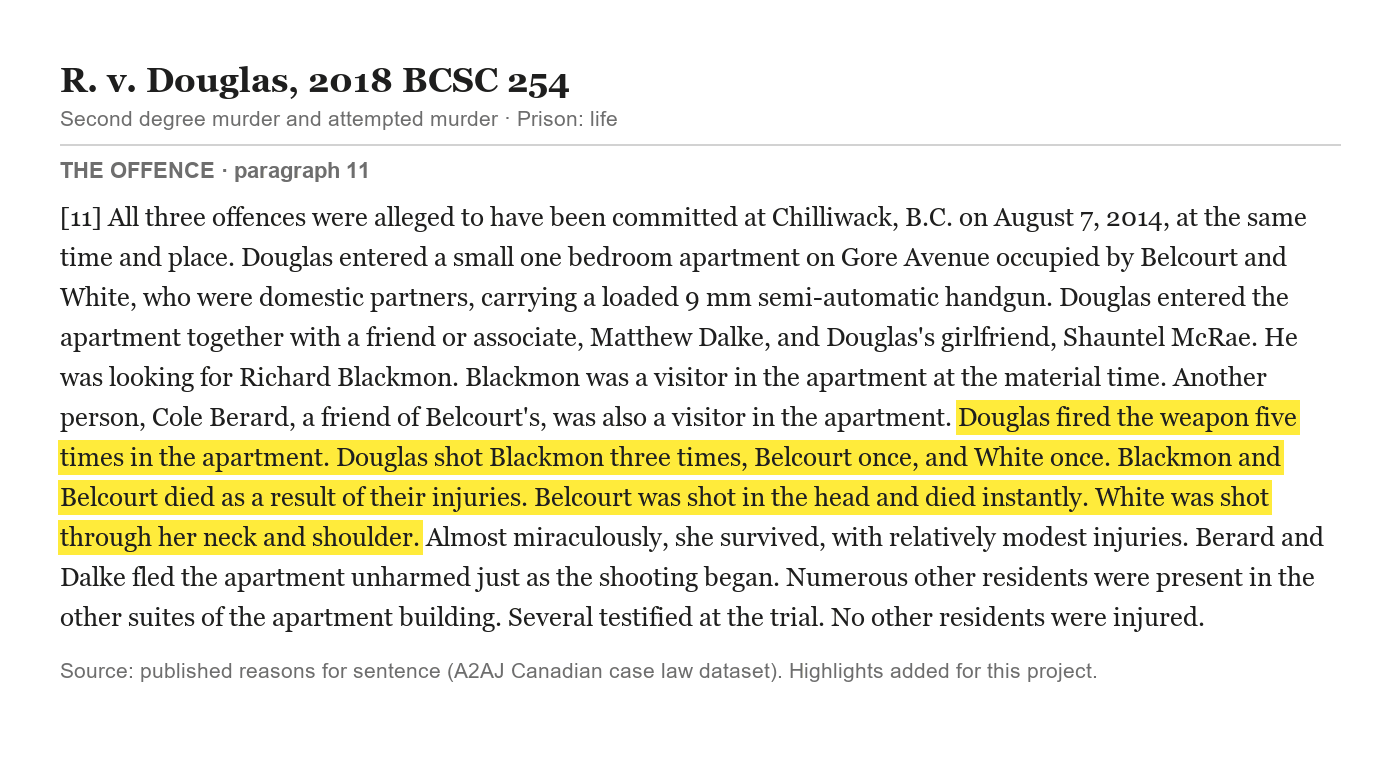 R. v. Douglas, 2018 BCSC 254
Second degree murder and attempted murder · Prison: life
THE OFFENCE · paragraph 11
[11] All three offences were alleged to have been committed at Chilliwack, B.C. on August 7, 2014, at the same
time and place. Douglas entered a small one bedroom apartment on Gore Avenue occupied by Belcourt and
White, who were domestic partners, carrying a loaded 9 mm semi-automatic handgun. Douglas entered the
apartment together with a friend or associate, Matthew Dalke, and Douglas's girlfriend, Shauntel McRae. He
was looking for Richard Blackmon. Blackmon was a visitor in the apartment at the material time. Another
person, Cole Berard, a friend of Belcourt's, was also a visitor in the apartment. Douglas fired the weapon five
times in the apartment. Douglas shot Blackmon three times, Belcourt once, and White once. Blackmon and
Belcourt died as a result of their injuries. Belcourt was shot in the head and died instantly. White was shot
through her neck and shoulder. Almost miraculously, she survived, with relatively modest injuries. Berard and
Dalke fled the apartment unharmed just as the shooting began. Numerous other residents were present in the
other suites of the apartment building. Several testified at the trial. No other residents were injured.
Source: published reasons for sentence (A2AJ Canadian case law dataset). Highlights added for this project.